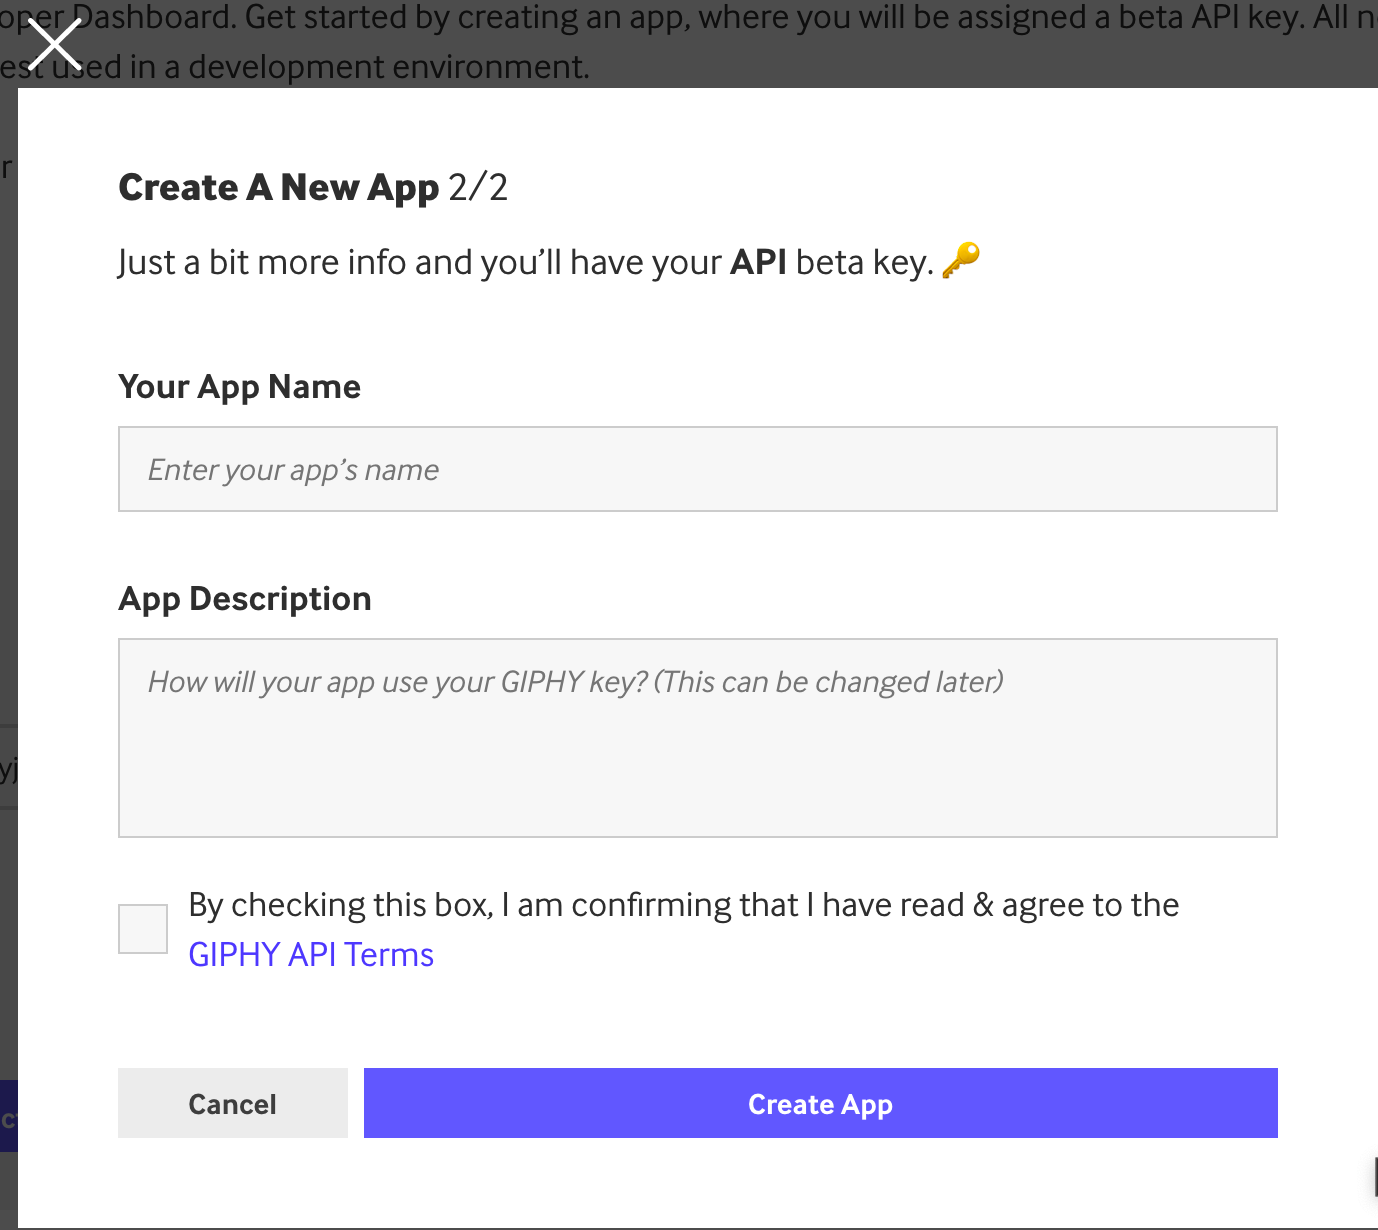 Dashboard. Get started by creating an app, where you will be assigned a beta API key. All
used in a development environment.
Create A New App 2/2
Just a bit more info and you’ll have your API beta key.
Your App Name
Enter your app’s name
App Description
How will your app use your GIPHY key? (This can be changed later)
By checking this box, I am confirming that I have read & agree to the
GIPHY API Terms
Cancel
Create App